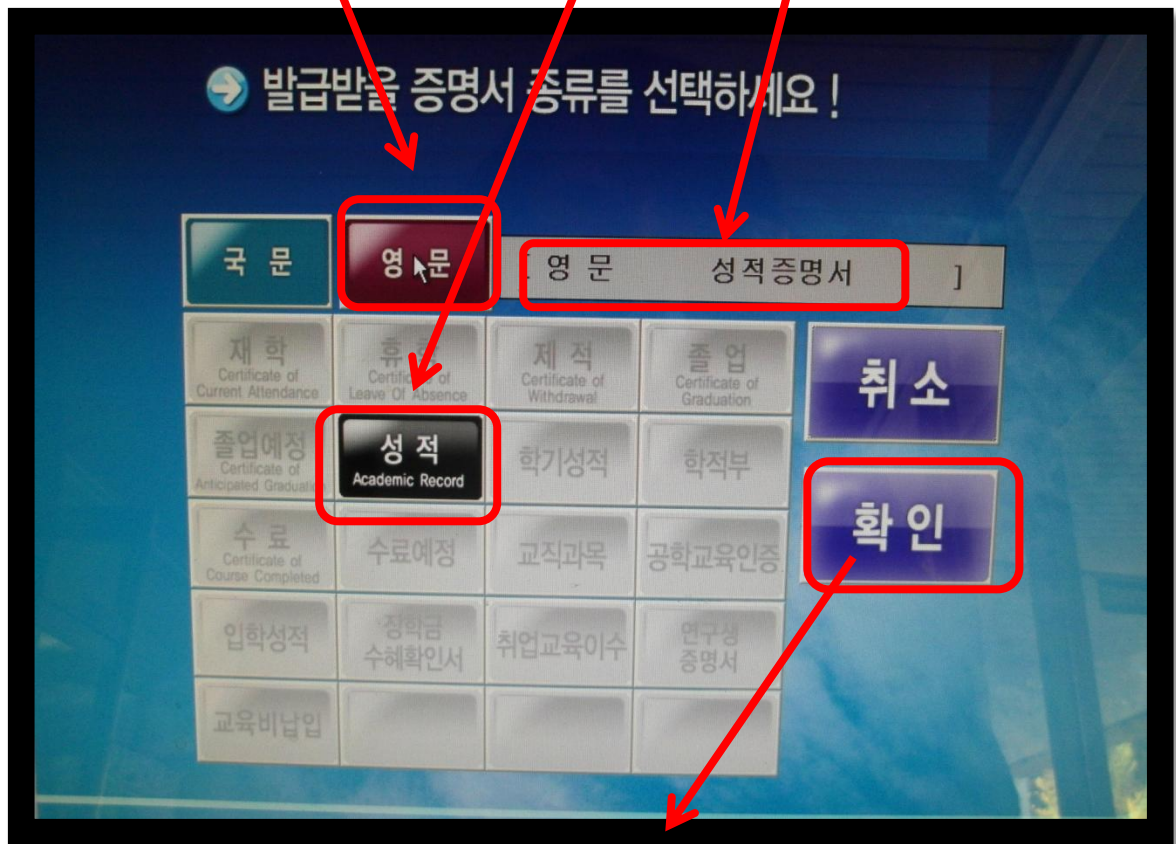 발급받을 증명서 종류를 선택하세요 !
국 문
영 문
[ 영 문 성적증명서 ]
재 학
Certificate of
Current Attendance
휴 학
Certificate of
Leave Of Absence
제 적
Certificate of
Withdrawal
졸 업
Certificate of
Graduation
취 소
졸업예정
Certificate of
Anticipated Graduation
성 적
Academic Record
학기성적
학적부
확 인
수 료
Certificate of
Course Completed
수료예정
교직과목
공학교육인증
입학성적
장학금
수혜확인서
취업교육이수
연구생
증명서
교육비납입